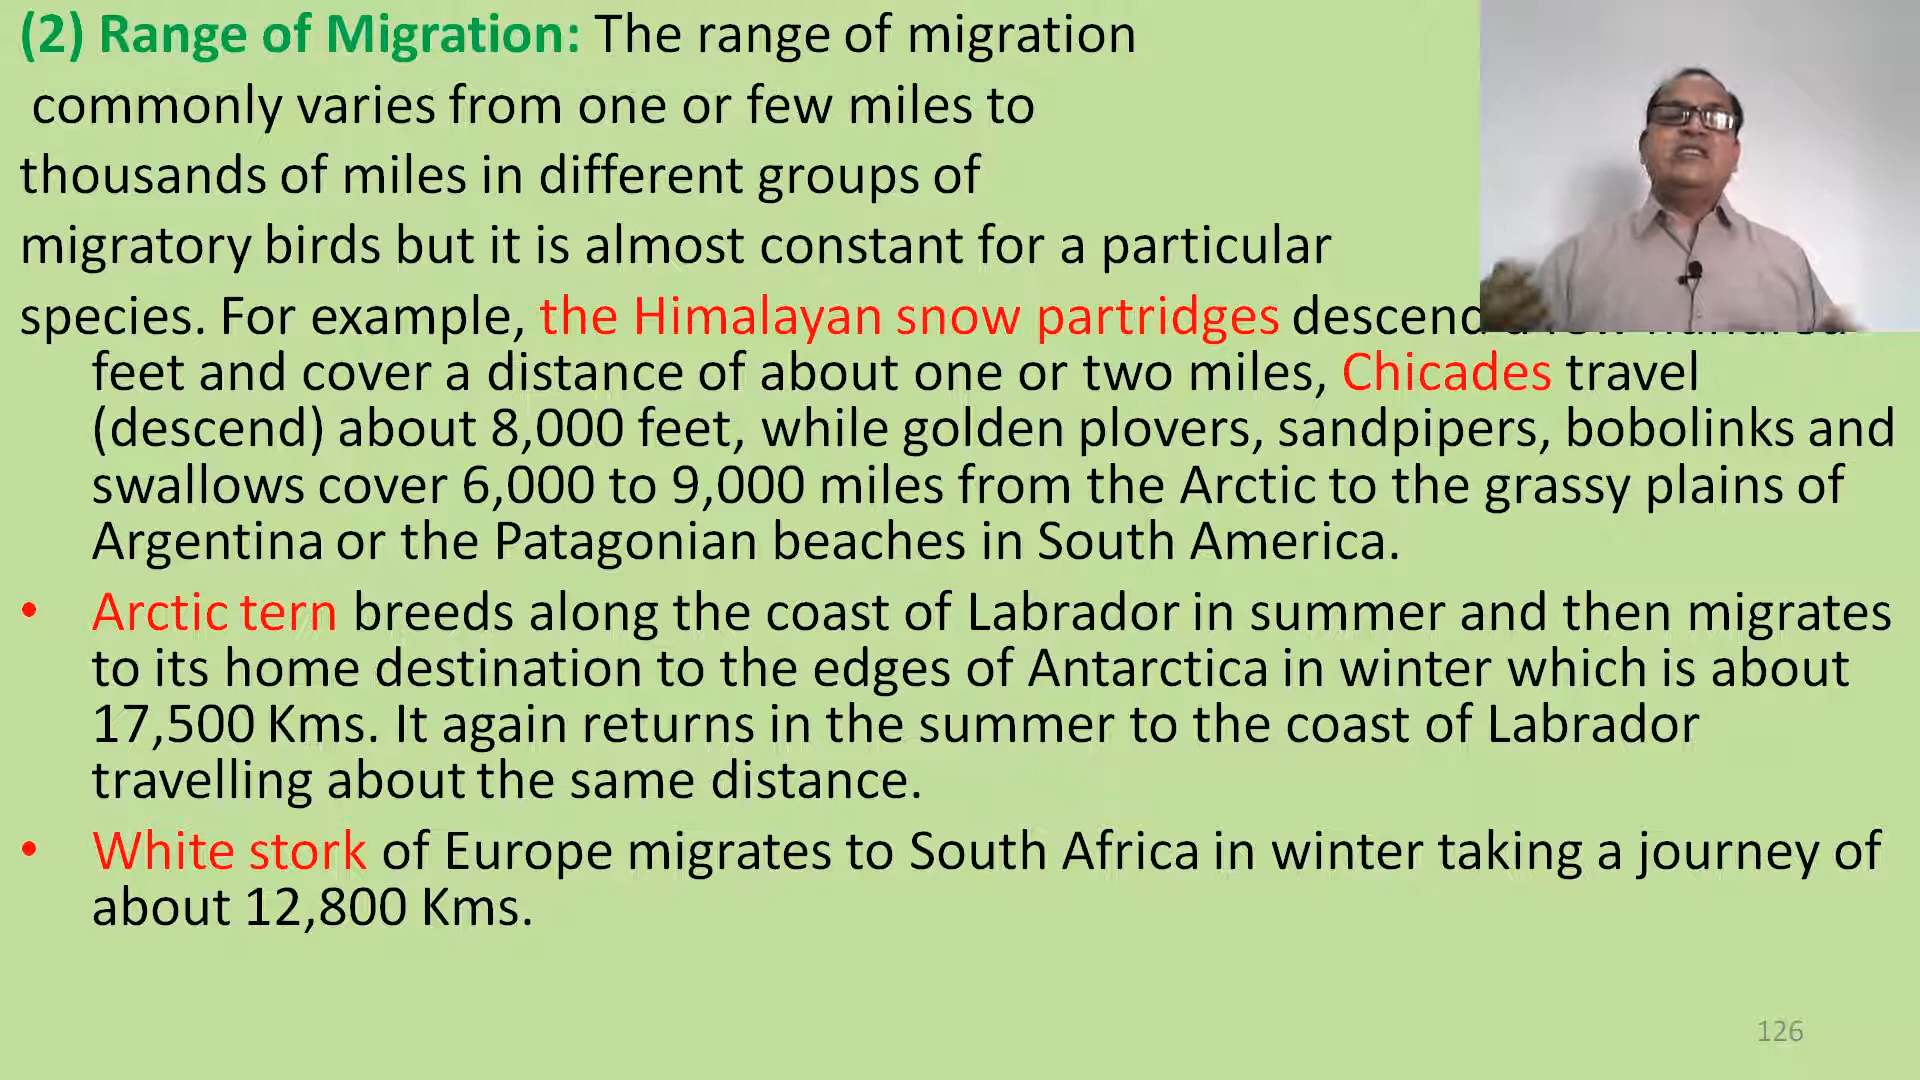 (2) Range of Migration: The range of migration
commonly varies from one or few miles to
thousands of miles in different groups of
migratory birds but it is almost constant for a particular
species. For example, the Himalayan snow partridges descend
feet and cover a distance of about one or two miles, Chicades travel
(descend) about 8,000 feet, while golden plovers, sandpipers, bobolinks and
swallows cover 6,000 to 9,000 miles from the Arctic to the grassy plains of
Argentina or the Patagonian beaches in South America.
• Arctic tern breeds along the coast of Labrador in summer and then migrates
to its home destination to the edges of Antarctica in winter which is about
17,500 Kms. It again returns in the summer to the coast of Labrador
travelling about the same distance.
• White stork of Europe migrates to South Africa in winter taking a journey of
about 12,800 Kms.
126